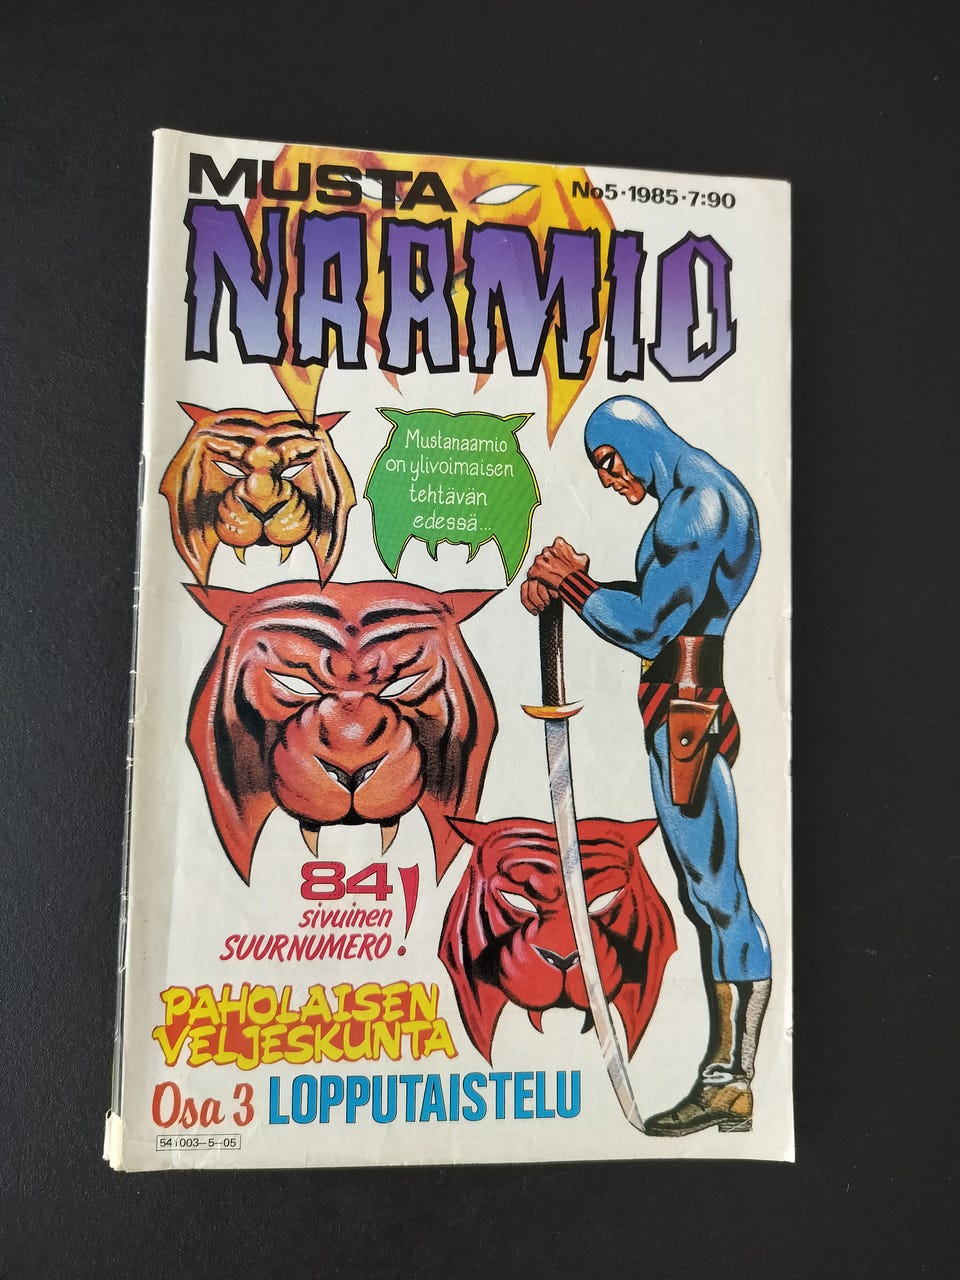 MUSTA
No5·1985·7:90
NAAMIO
Mustanaamio
on ylivoimaisen
tehtävän
edessä...
84
sivuinen
SUURNUMERO!
PAHOLAISEN
VELJESKUNTA
Osa 3 LOPPUTAISTELU
541003-5-05